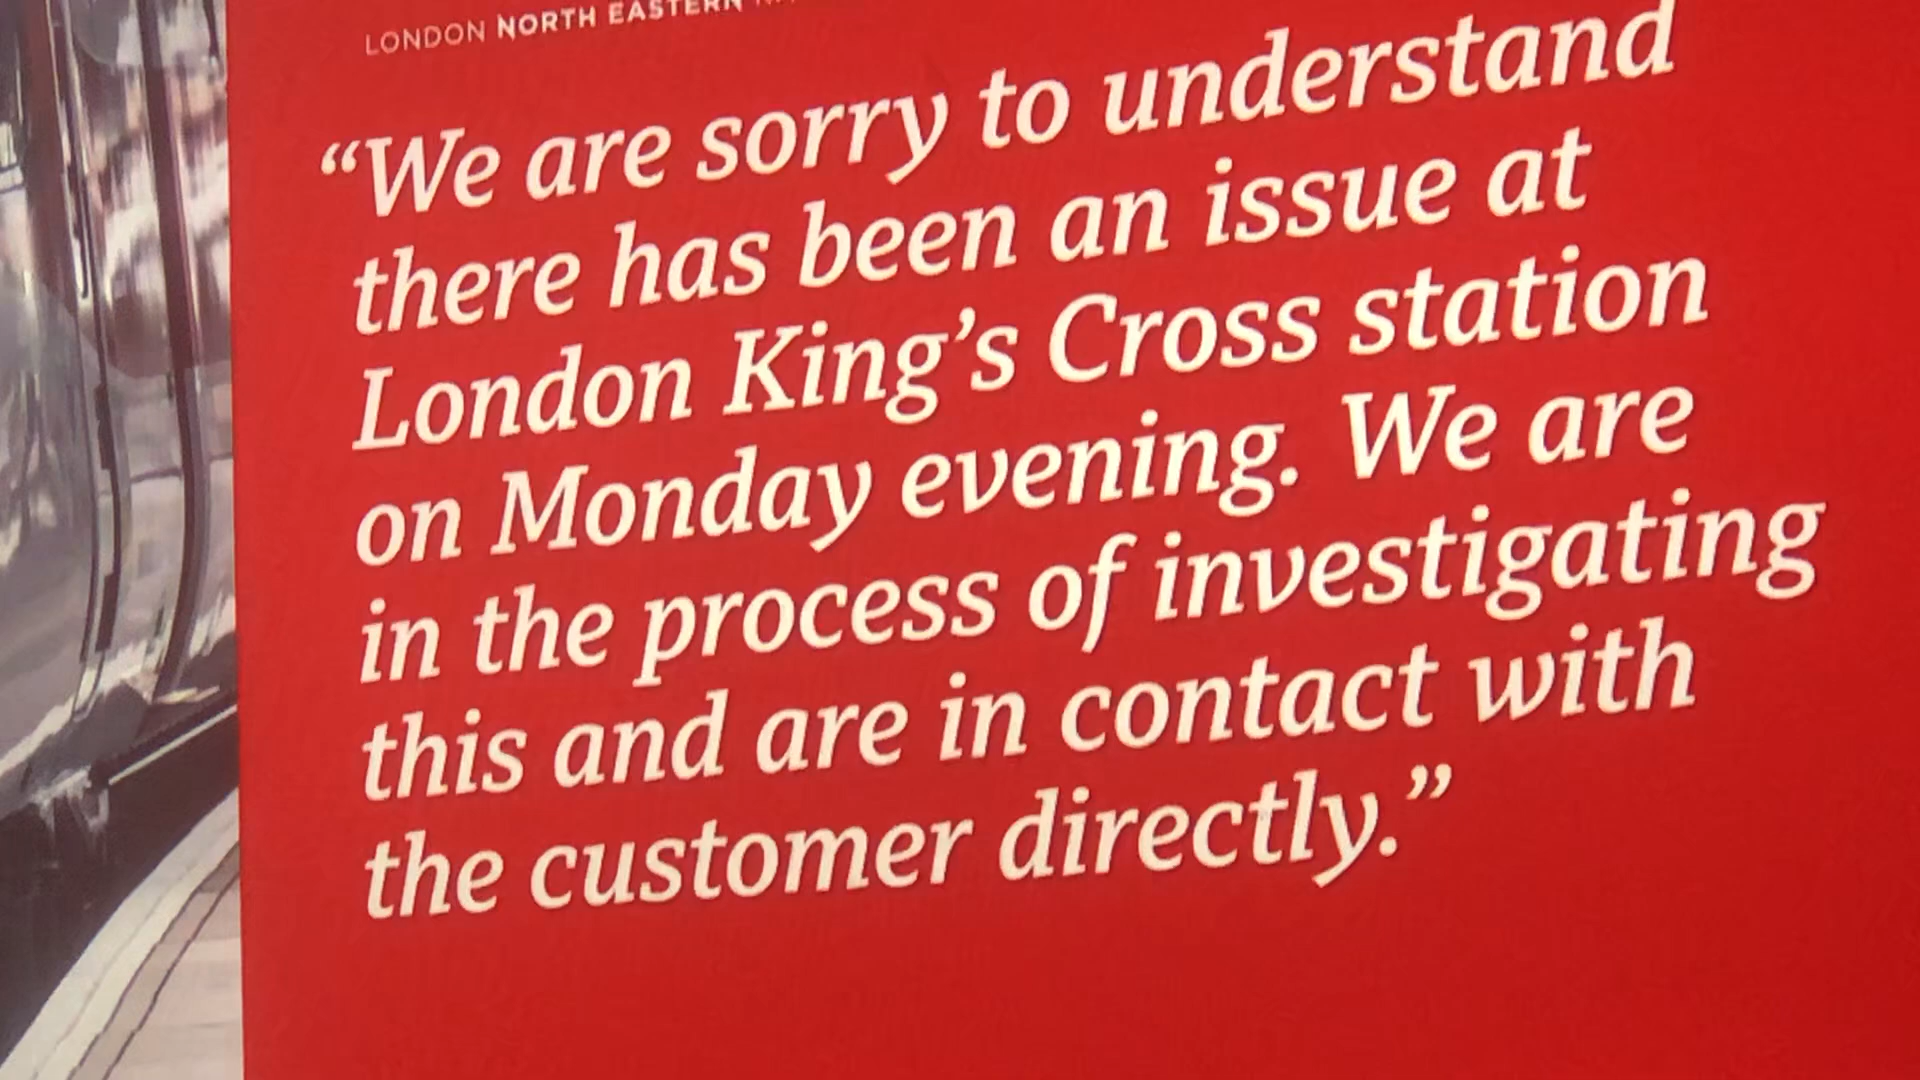 LONDON NORTH EASTERN
“We are sorry to understand
there has been an issue at
London King’s Cross station
on Monday evening. We are
in the process of investigating
this and are in contact with
the customer directly.”